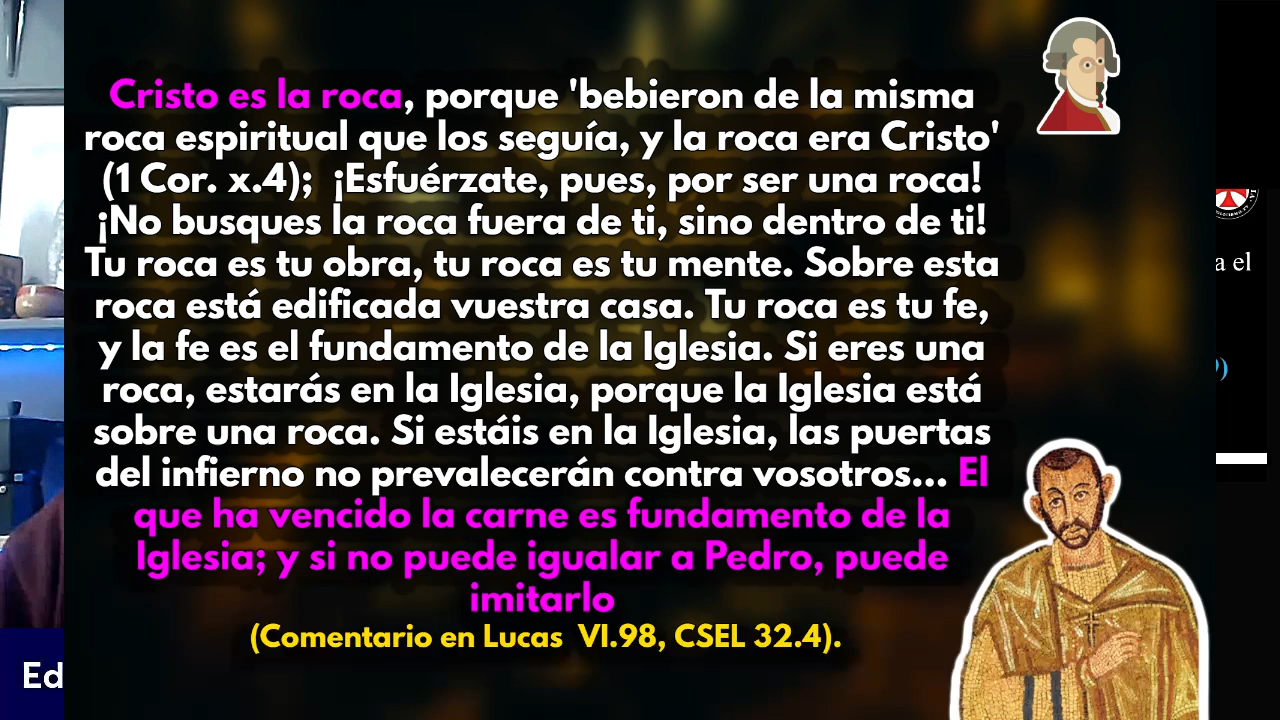 Cristo es la roca, porque 'bebieron de la misma
roca espiritual que los seguía, y la roca era Cristo'
(1 Cor. x.4);  ¡Esfuérzate, pues, por ser una roca!
¡No busques la roca fuera de ti, sino dentro de ti!
Tu roca es tu obra, tu roca es tu mente. Sobre esta
roca está edificada vuestra casa. Tu roca es tu fe,
y la fe es el fundamento de la Iglesia. Si eres una
roca, estarás en la Iglesia, porque la Iglesia está
sobre una roca. Si estáis en la Iglesia, las puertas
del infierno no prevalecerán contra vosotros... El
que ha vencido la carne es fundamento de la
Iglesia; y si no puede igualar a Pedro, puede
imitarlo
(Comentario en Lucas  VI.98, CSEL 32.4).
a el
)
Ed